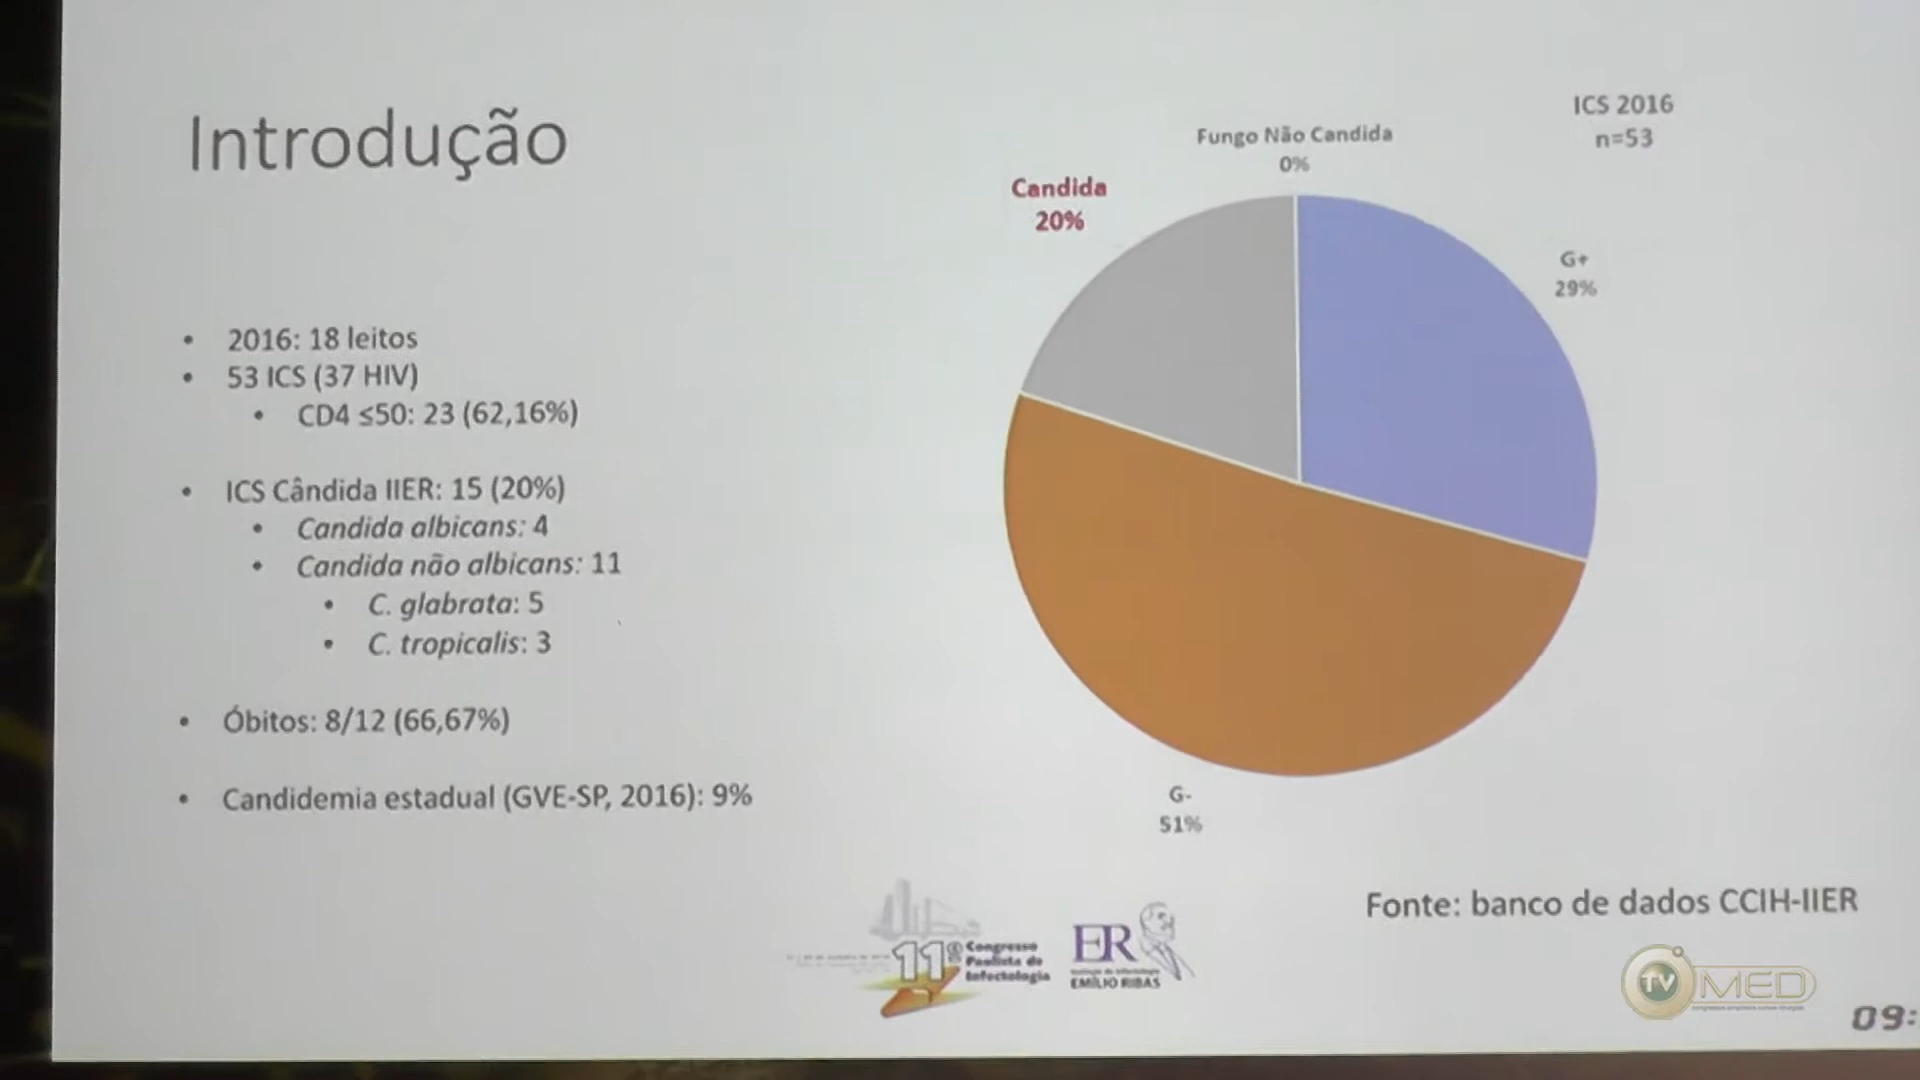 Introdução
2016: 18 leitos
53 ICS (37 HIV)
CD4 ≤50: 23 (62,16%)
ICS Cândida IIER: 15 (20%)
Candida albicans: 4
Candida não albicans: 11
C. glabrata: 5
C. tropicalis: 3
Óbitos: 8/12 (66,67%)
Candidemia estadual (GVE-SP, 2016): 9%
ICS 2016
n=53
Fungo Não Candida
0%
Candida
20%
G+
29%
G-
51%
Fonte: banco de dados CCIH-IIER
11º Congresso
Paulista de
Infectologia
ER
EMÍLIO RIBAS
TV MED
09: